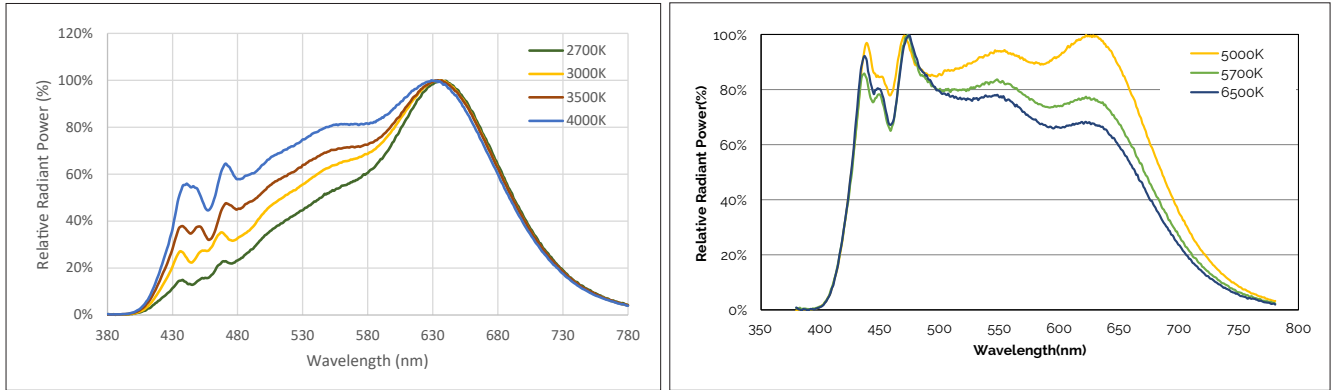 120%
100%
80%
60%
40%
20%
0%
Relative Radiant Power (%)
380 430 480 530 580 630 680 730 780
Wavelength (nm)
2700K
3000K
3500K
4000K
100%
80%
60%
40%
20%
0%
Relative Radiant Power(%)
350 400 450 500 550 600 650 700 750 800
Wavelength(nm)
5000K
5700K
6500K